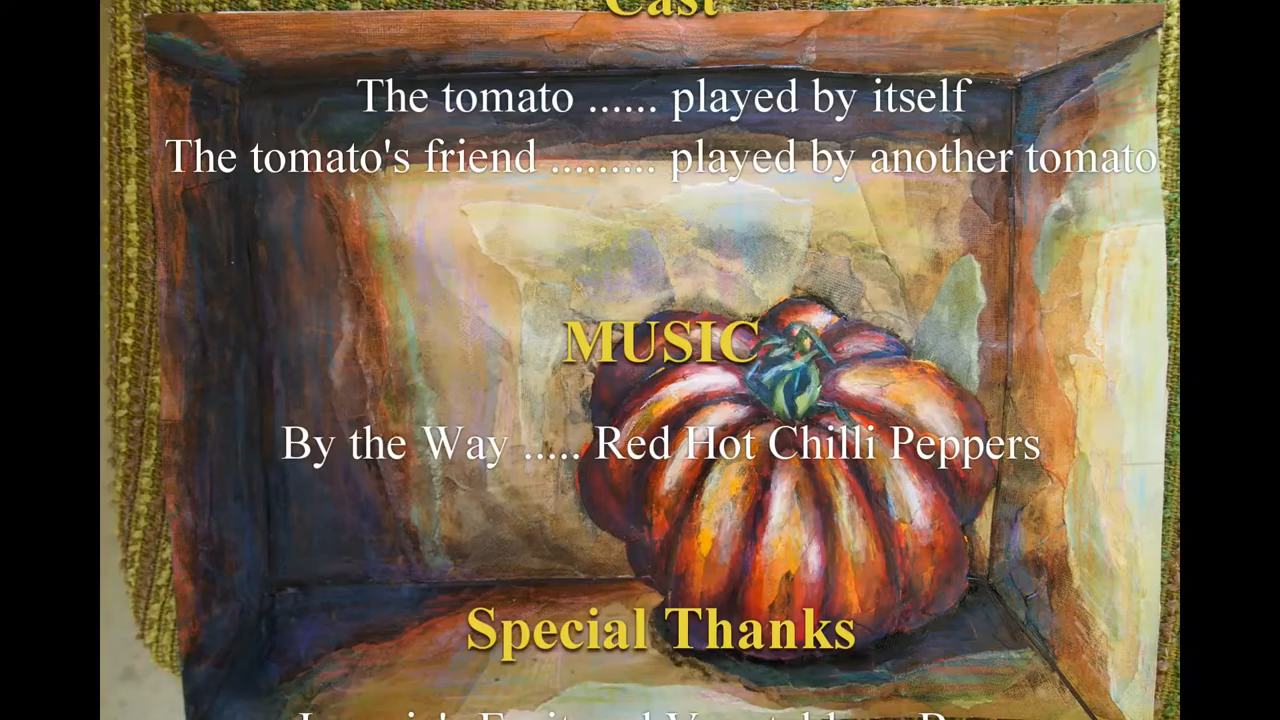 Cast
The tomato ...... played by itself
The tomato's friend ......... played by another tomato
MUSIC
By the Way ..... Red Hot Chilli Peppers
Special Thanks